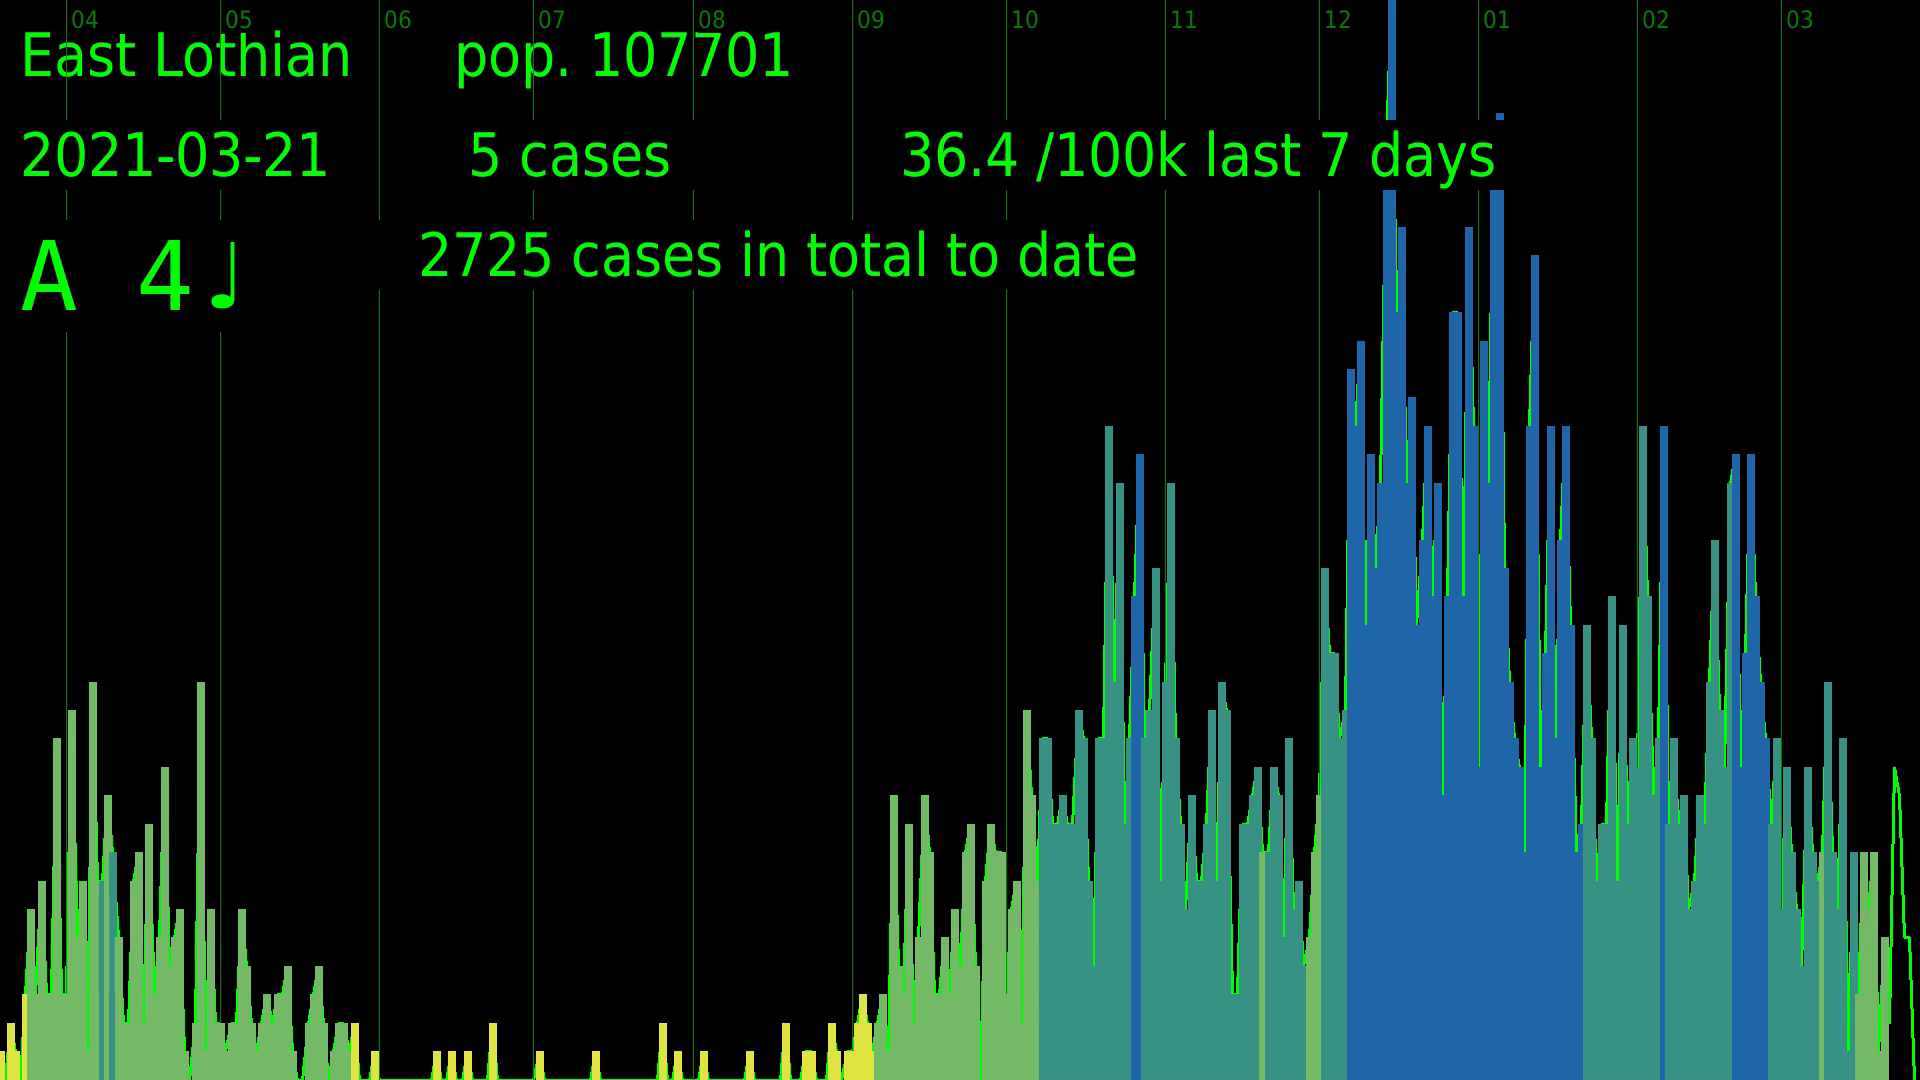 04 05 06 07 08 09 10 11 12 01 02 03
East Lothian pop. 107701
2021-03-21 5 cases 36.4 /100k last 7 days
A 4♩ 2725 cases in total to date